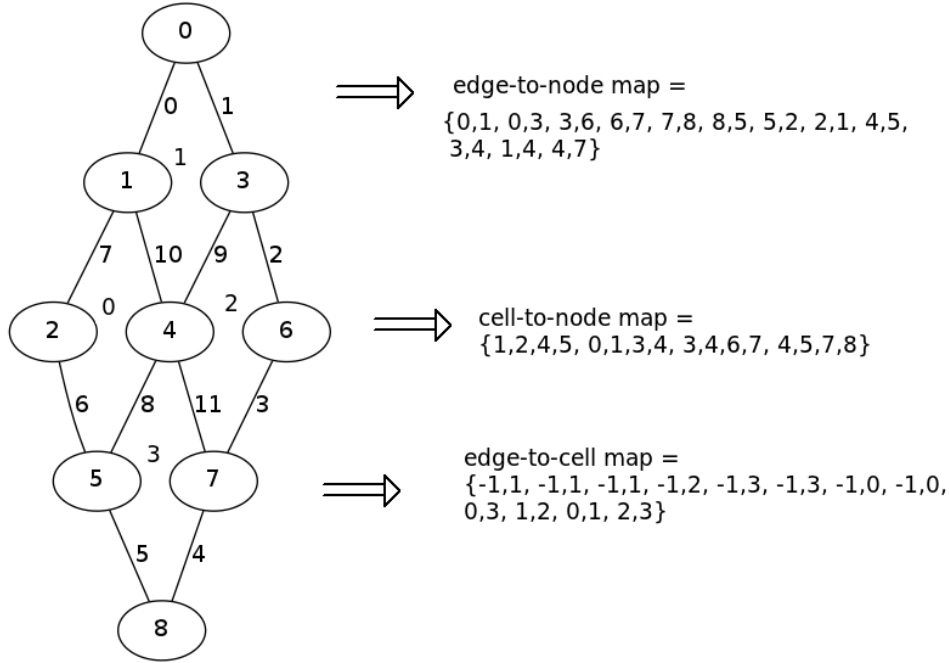 0
0 1
1
1 3
7 10 9 2
0 2
2 4 6
6 8 11 3
3
5 7
5 4
8
edge-to-node map =
{0,1, 0,3, 3,6, 6,7, 7,8, 8,5, 5,2, 2,1, 4,5,
3,4, 1,4, 4,7}
cell-to-node map =
{1,2,4,5, 0,1,3,4, 3,4,6,7, 4,5,7,8}
edge-to-cell map =
{-1,1, -1,1, -1,1, -1,2, -1,3, -1,3, -1,0, -1,0,
0,3, 1,2, 0,1, 2,3}